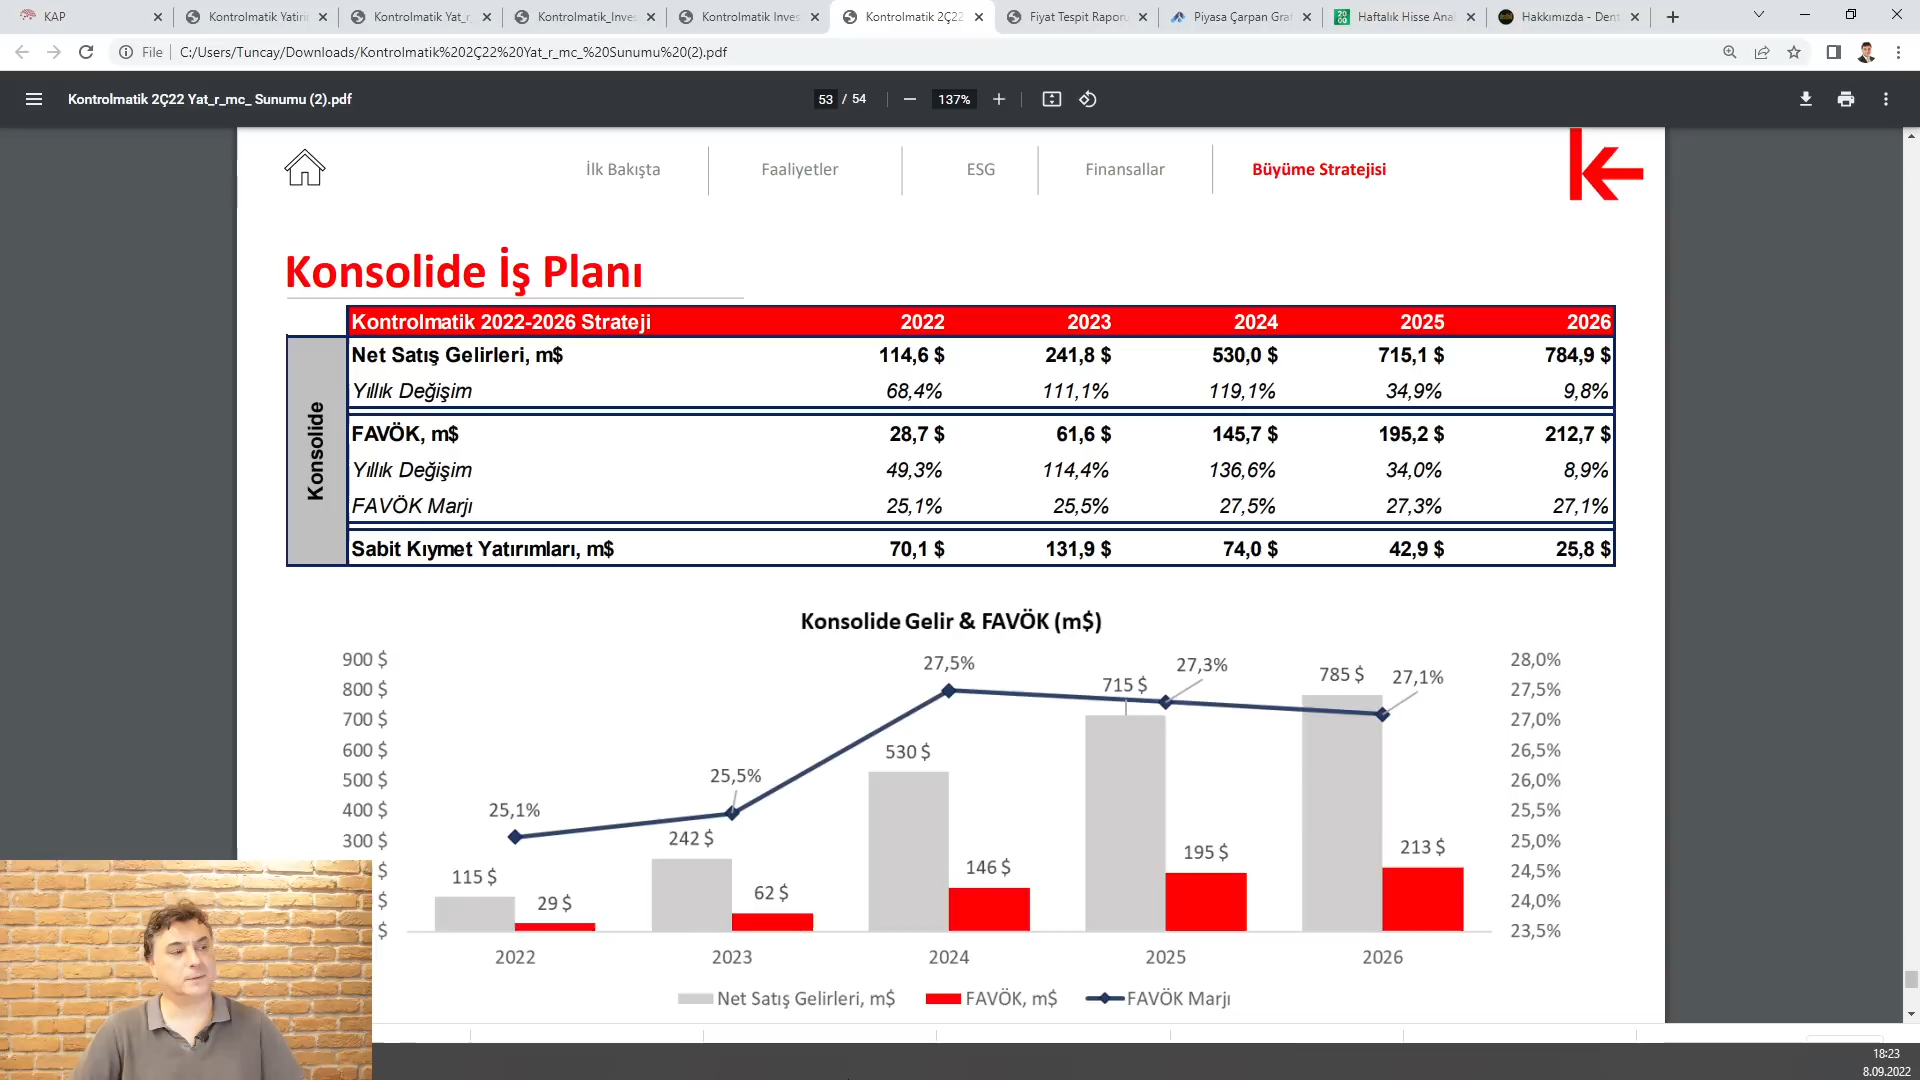 KAP
Kontrolmatik Yatırı
Kontrolmatik Yat_r_
Kontrolmatik_Inves
Kontrolmatik Inves
Kontrolmatik 2Ç22
Fiyat Tespit Raporu
Piyasa Çarpan Graf
Haftalık Hisse Ana
Hakkımızda - Dent
File
C:/Users/Tuncay/Downloads/Kontrolmatik%202Ç22%20Yat_r_mc_%20Sunumu%20(2).pdf
Kontrolmatik 2Ç22 Yat_r_mc_ Sunumu (2).pdf
53 / 54
137%
İlk Bakışta
Faaliyetler
ESG
Finansallar
Büyüme Stratejisi
Konsolide İş Planı
Kontrolmatik 2022-2026 Strateji 2022 2023 2024 2025 2026
Konsolide
Net Satış Gelirleri, m$ 114,6 $ 241,8 $ 530,0 $ 715,1 $ 784,9 $
Yıllık Değişim 68,4% 111,1% 119,1% 34,9% 9,8%
FAVÖK, m$ 28,7 $ 61,6 $ 145,7 $ 195,2 $ 212,7 $
Yıllık Değişim 49,3% 114,4% 136,6% 34,0% 8,9%
FAVÖK Marjı 25,1% 25,5% 27,5% 27,3% 27,1%
Sabit Kıymet Yatırımları, m$ 70,1 $ 131,9 $ 74,0 $ 42,9 $ 25,8 $
Konsolide Gelir & FAVÖK (m$)
900 $
800 $
700 $
600 $
500 $
400 $
300 $
$
$
$
25,1%
25,5%
27,5%
27,3%
27,1%
115 $
29 $
242 $
62 $
530 $
146 $
715 $
195 $
785 $
213 $
28,0%
27,5%
27,0%
26,5%
26,0%
25,5%
25,0%
24,5%
24,0%
23,5%
2022 2023 2024 2025 2026
Net Satış Gelirleri, m$ FAVÖK, m$ FAVÖK Marjı
18:23
8.09.2022